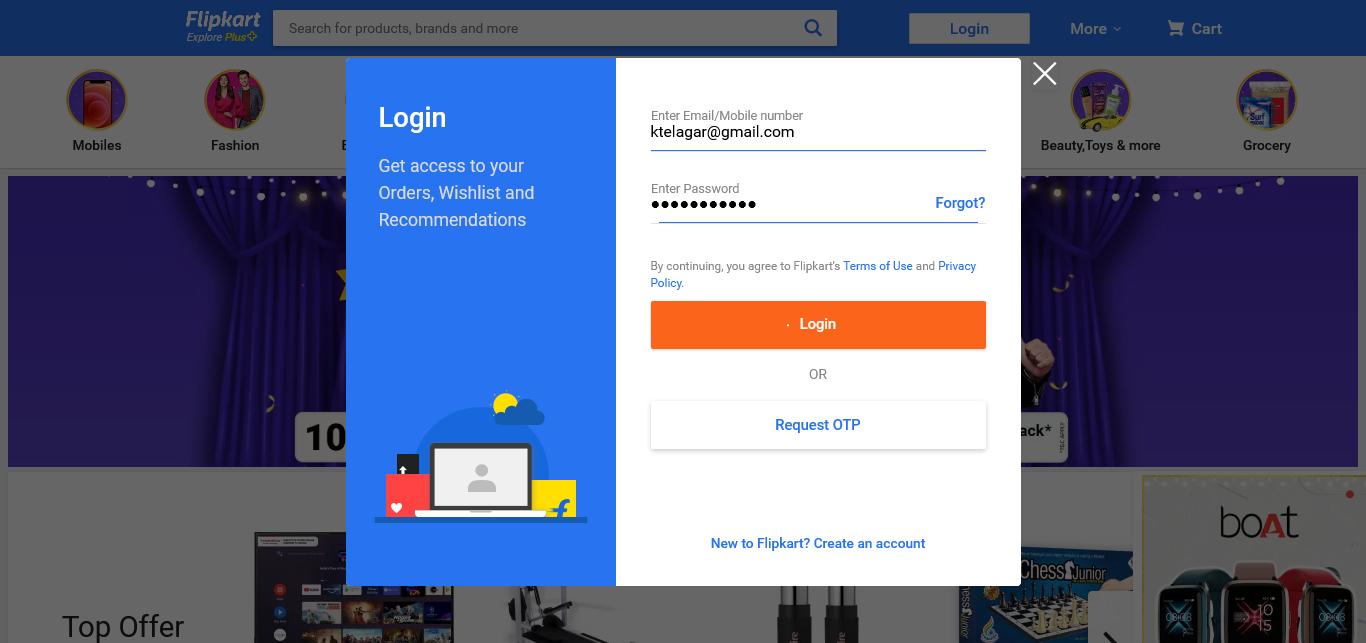 Flipkart
Explore Plus
Search for products, brands and more
Login
More
Cart
Mobiles
Fashion
Beauty,Toys & more
Grocery
Login
Get access to your
Orders, Wishlist and
Recommendations
Enter Email/Mobile number
ktelagar@gmail.com
Enter Password
Forgot?
By continuing, you agree to Flipkart's Terms of Use and Privacy
Policy.
Login
OR
Request OTP
New to Flipkart? Create an account
10
ack*
boAt
Chess Junior
10
15
Top Offer